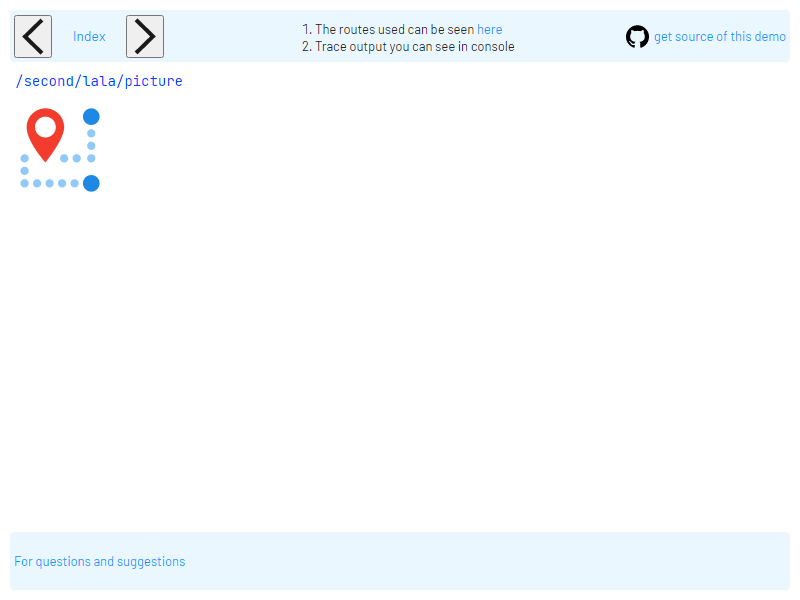 Index
1. The routes used can be seen here
2. Trace output you can see in console
get source of this demo
/second/lala/picture
For questions and suggestions